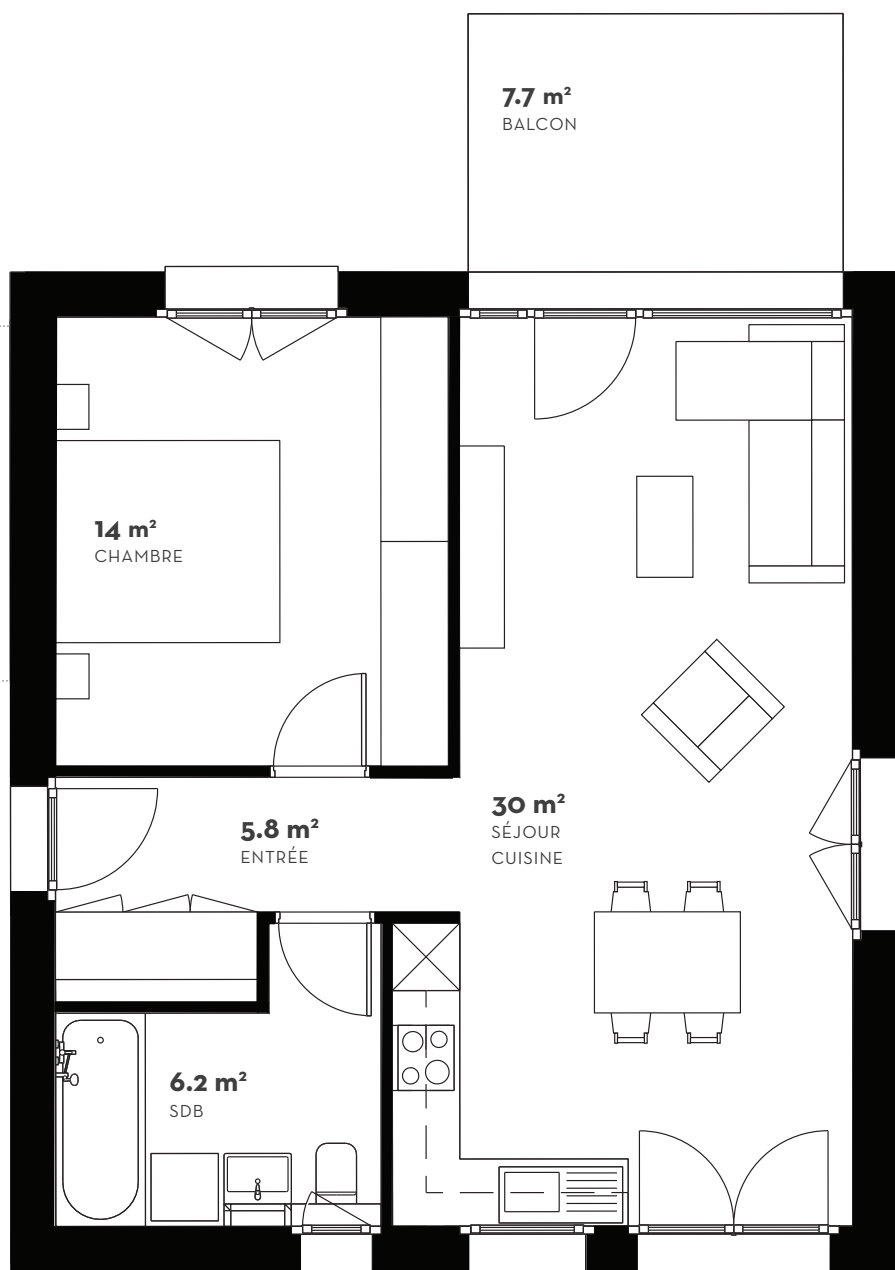 7.7 m²
BALCON
14 m²
CHAMBRE
30 m²
SÉJOUR
CUISINE
5.8 m²
ENTRÉE
6.2 m²
SDB